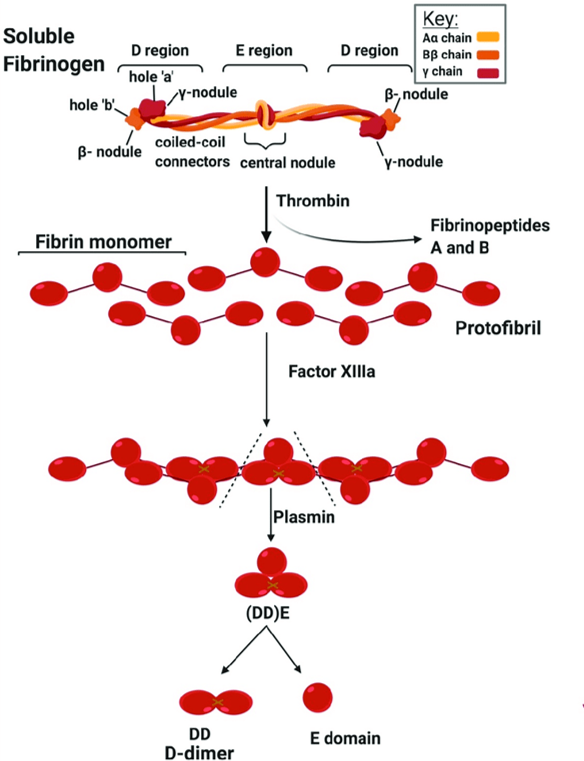 Soluble
Fibrinogen
Key:
Aα chain
Bβ chain
γ chain
D region
E region
D region
hole 'a'
γ-nodule
hole 'b'
β- nodule
β- nodule
coiled-coil
connectors
central nodule
γ-nodule
Thrombin
Fibrinopeptides
A and B
Fibrin monomer
Protofibril
Factor XIIIa
Plasmin
(DD)E
DD
D-dimer
E domain